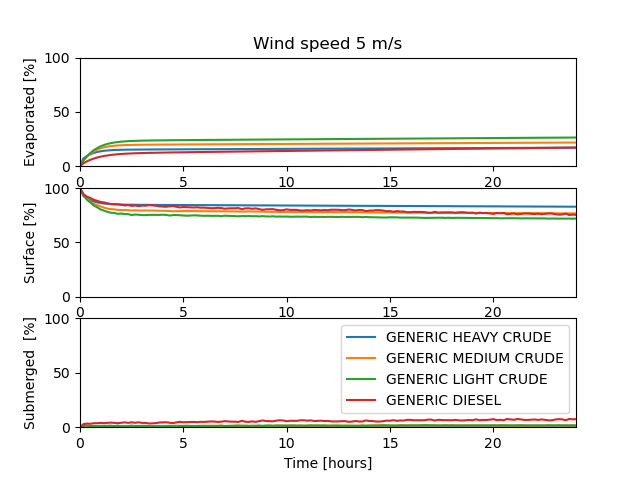 Wind speed 5 m/s
Evaporated [%]
100
50
0
0 5 10 15 20
Surface [%]
100
50
0
0 5 10 15 20
Submerged [%]
100
50
0
GENERIC HEAVY CRUDE
GENERIC MEDIUM CRUDE
GENERIC LIGHT CRUDE
GENERIC DIESEL
0 5 10 15 20
Time [hours]